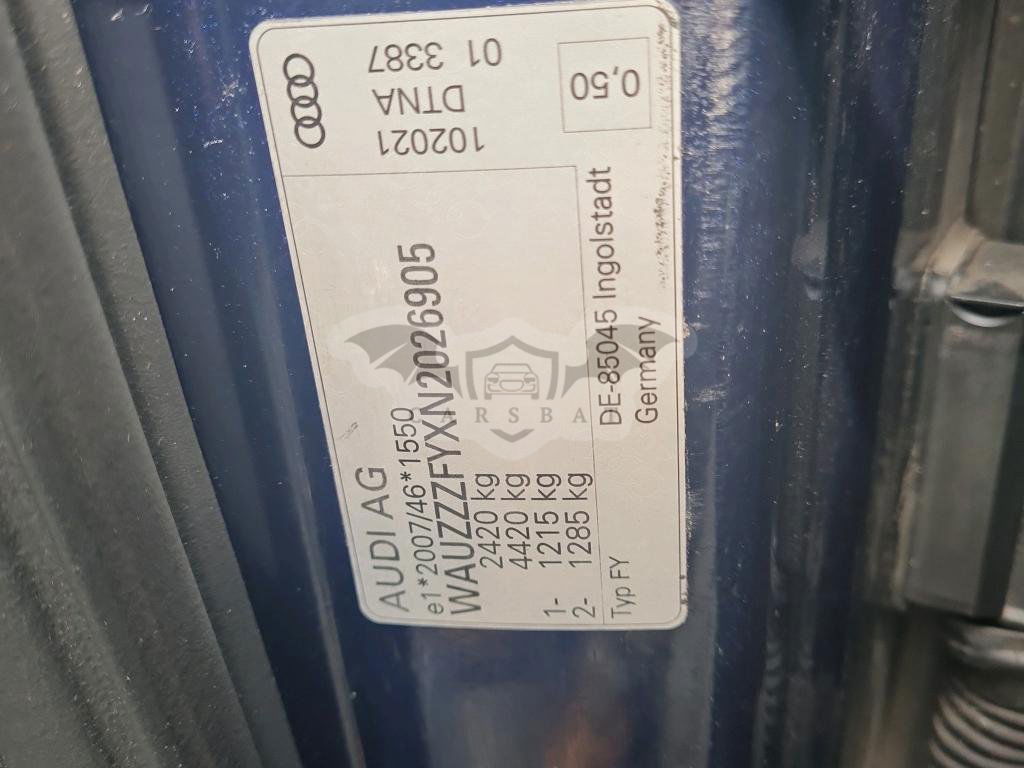 AUDI AG
e1*2007/46*1550
WAUZZZFYXN2026905
2420 kg
4420 kg
1- 1215 kg
2- 1285 kg
Typ FY
DE-85045 Ingolstadt
Germany
102021
DTNA
01 3387
0,50
ARSBA